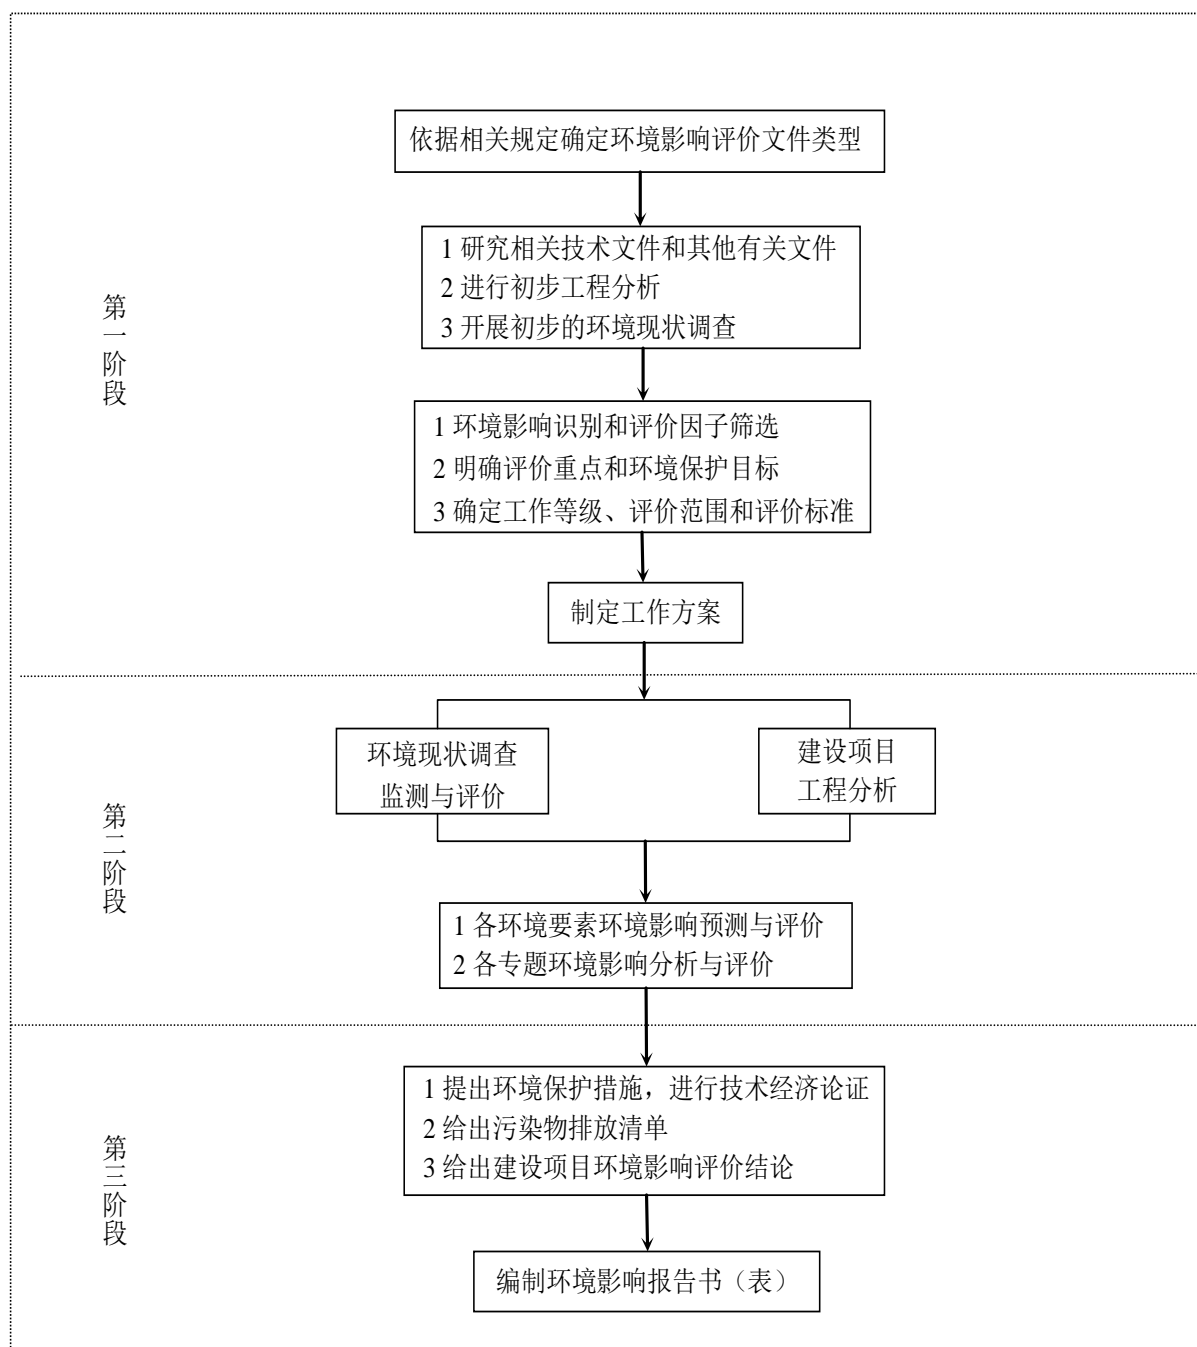 依据相关规定确定环境影响评价文件类型
1 研究相关技术文件和其他有关文件
2 进行初步工程分析
3 开展初步的环境现状调查
第一阶段
1 环境影响识别和评价因子筛选
2 明确评价重点和环境保护目标
3 确定工作等级、评价范围和评价标准
制定工作方案
环境现状调查
监测与评价
建设项目
工程分析
第二阶段
1 各环境要素环境影响预测与评价
2 各专题环境影响分析与评价
1 提出环境保护措施，进行技术经济论证
2 给出污染物排放清单
3 给出建设项目环境影响评价结论
第三阶段
编制环境影响报告书（表）